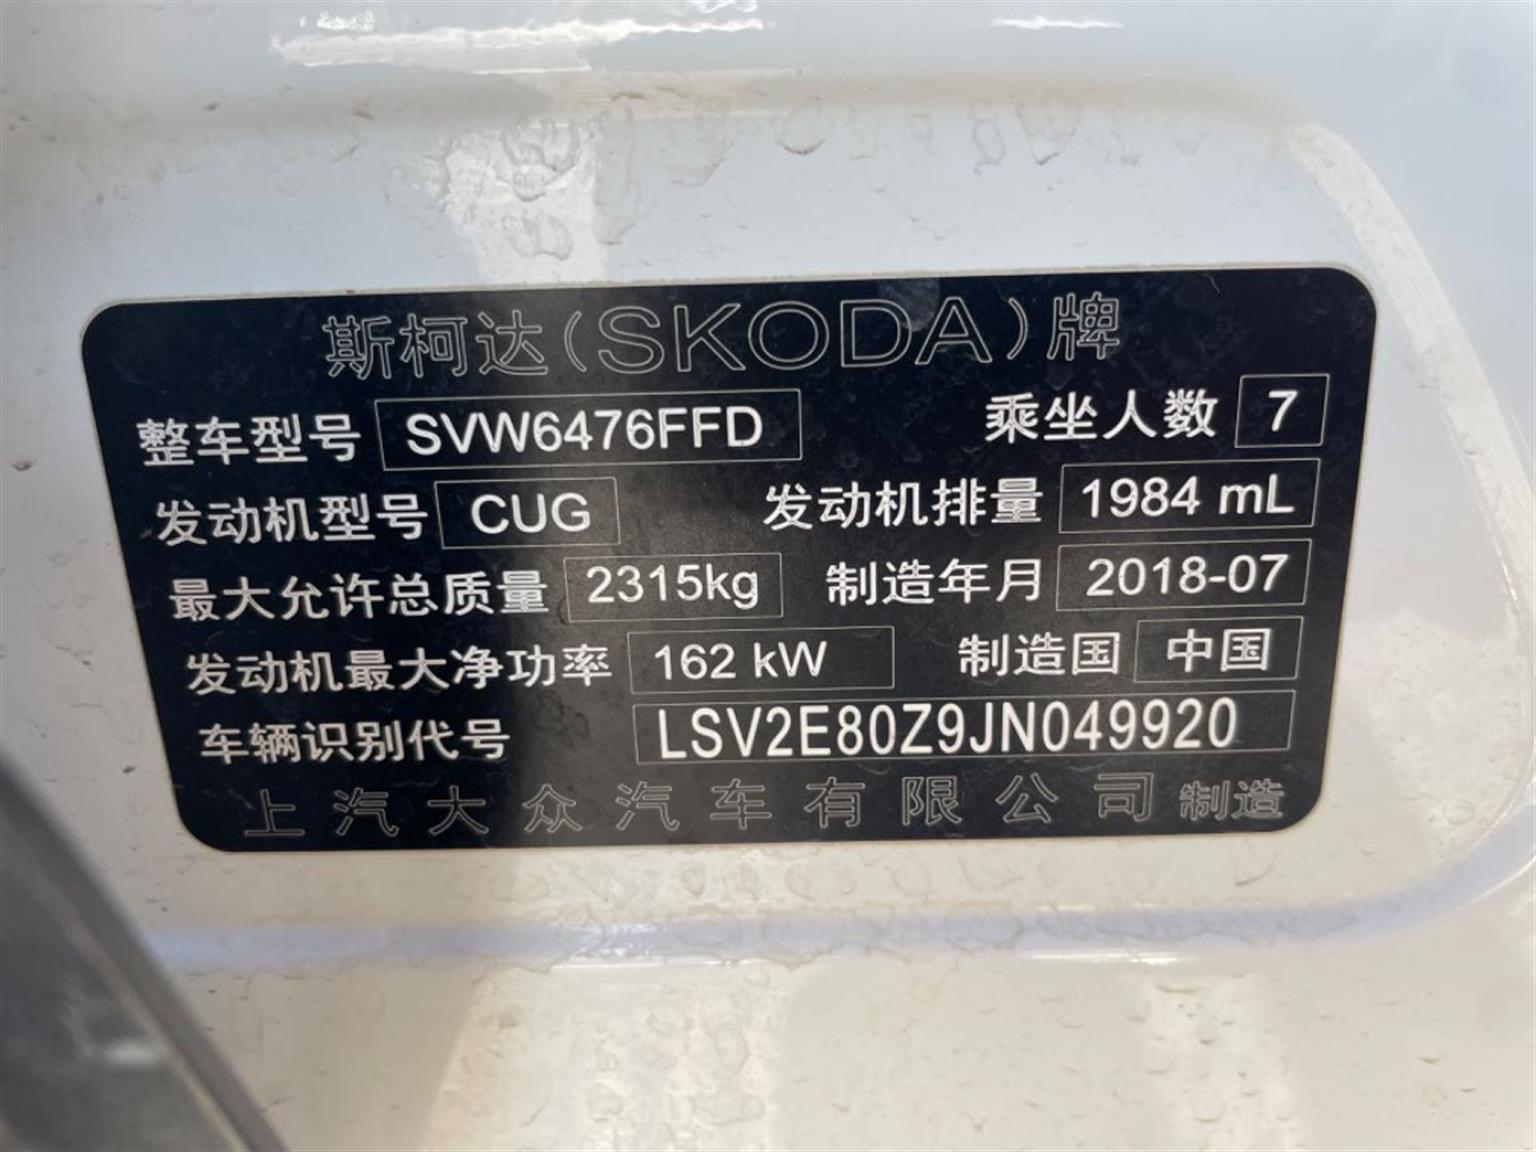 斯柯达(SKODA)牌
整车型号 SVW6476FFD 乘坐人数 7
发动机型号 CUG 发动机排量 1984 mL
最大允许总质量 2315kg 制造年月 2018-07
发动机最大净功率 162 kW 制造国 中国
车辆识别代号 LSV2E80Z9JN049920
上汽大众汽车有限公司 制造